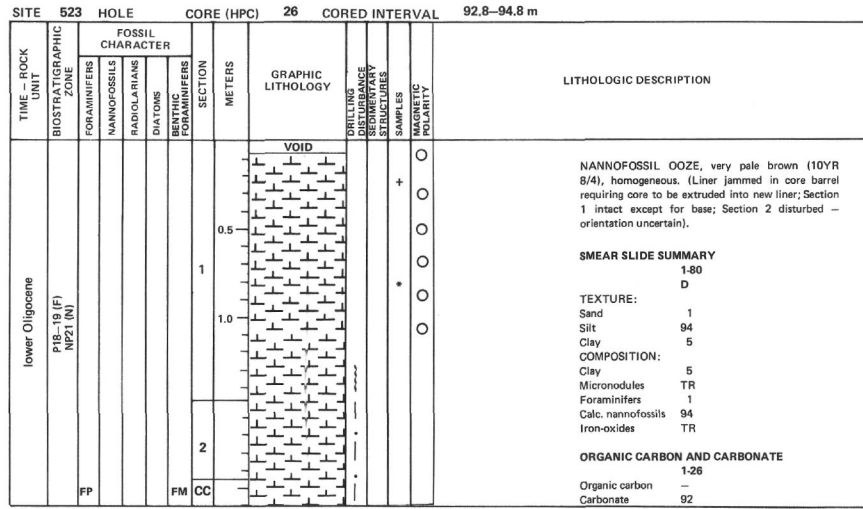 SITE 523 HOLE CORE (HPC) 26 CORED INTERVAL 92.8–94.8 m
TIME – ROCK UNIT
BIOSTRATIGRAPHIC ZONE
FOSSIL CHARACTER
FORAMINIFERS
NANNOFOSSILS
RADIOLARIANS
DIATOMS
BENTHIC FORAMINIFERS
SECTION
METERS
GRAPHIC LITHOLOGY
DRILLING DISTURBANCE
SEDIMENTARY STRUCTURES
SAMPLES
MAGNETIC POLARITY
LITHOLOGIC DESCRIPTION
lower Oligocene
P18–19 (F)
NP21 (N)
FP
FM
1
2
CC
0.5
1.0
VOID
+
*
NANNOFOSSIL OOZE, very pale brown (10YR
8/4), homogeneous. (Liner jammed in core barrel
requiring core to be extruded into new liner; Section
1 intact except for base; Section 2 disturbed –
orientation uncertain).
SMEAR SLIDE SUMMARY
1-80
D
TEXTURE:
Sand 1
Silt 94
Clay 5
COMPOSITION:
Clay 5
Micronodules TR
Foraminifers 1
Calc. nannofossils 94
Iron-oxides TR
ORGANIC CARBON AND CARBONATE
1-26
Organic carbon –
Carbonate 92